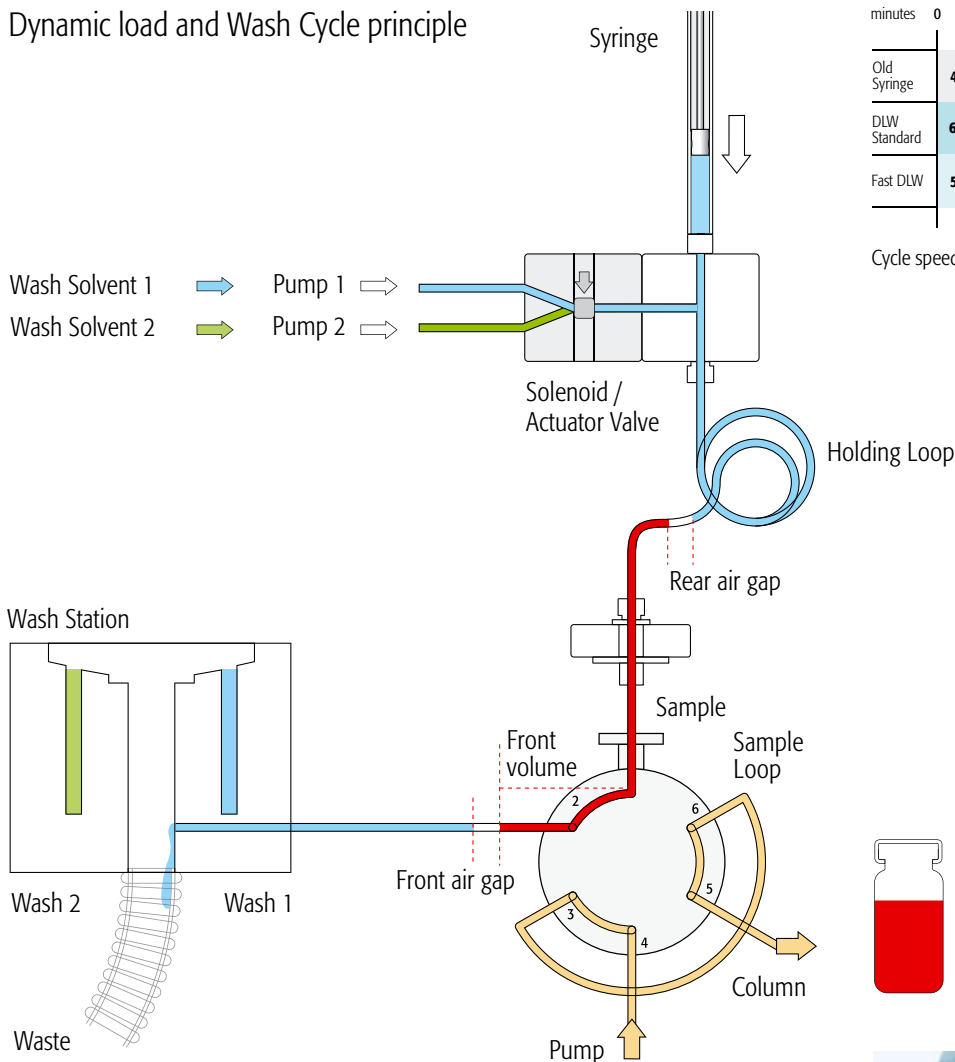 Dynamic load and Wash Cycle principle
Syringe
minutes 0
Old
Syringe
4
DLW
Standard
6
Fast DLW
5
Cycle speed
Wash Solvent 1
Pump 1
Wash Solvent 2
Pump 2
Solenoid /
Actuator Valve
Holding Loop
Rear air gap
Wash Station
Sample
Front
volume
Sample
Loop
2
6
Front air gap
5
3
4
Wash 2
Wash 1
Column
Waste
Pump